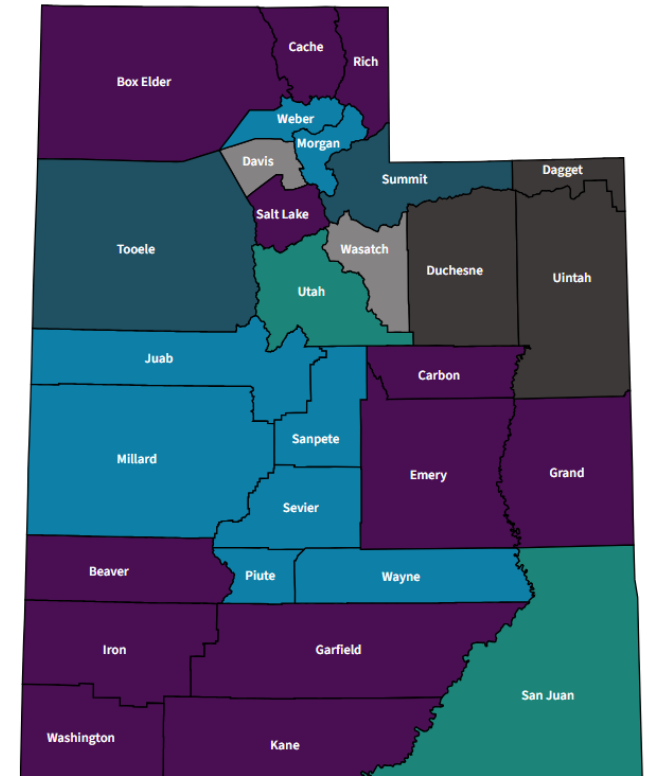 Cache
Rich
Box Elder
Weber
Morgan
Davis
Dagget
Summit
Salt Lake
Tooele
Wasatch
Duchesne
Uintah
Utah
Juab
Carbon
Sanpete
Millard
Emery
Grand
Sevier
Beaver
Piute
Wayne
Iron
Garfield
San Juan
Washington
Kane